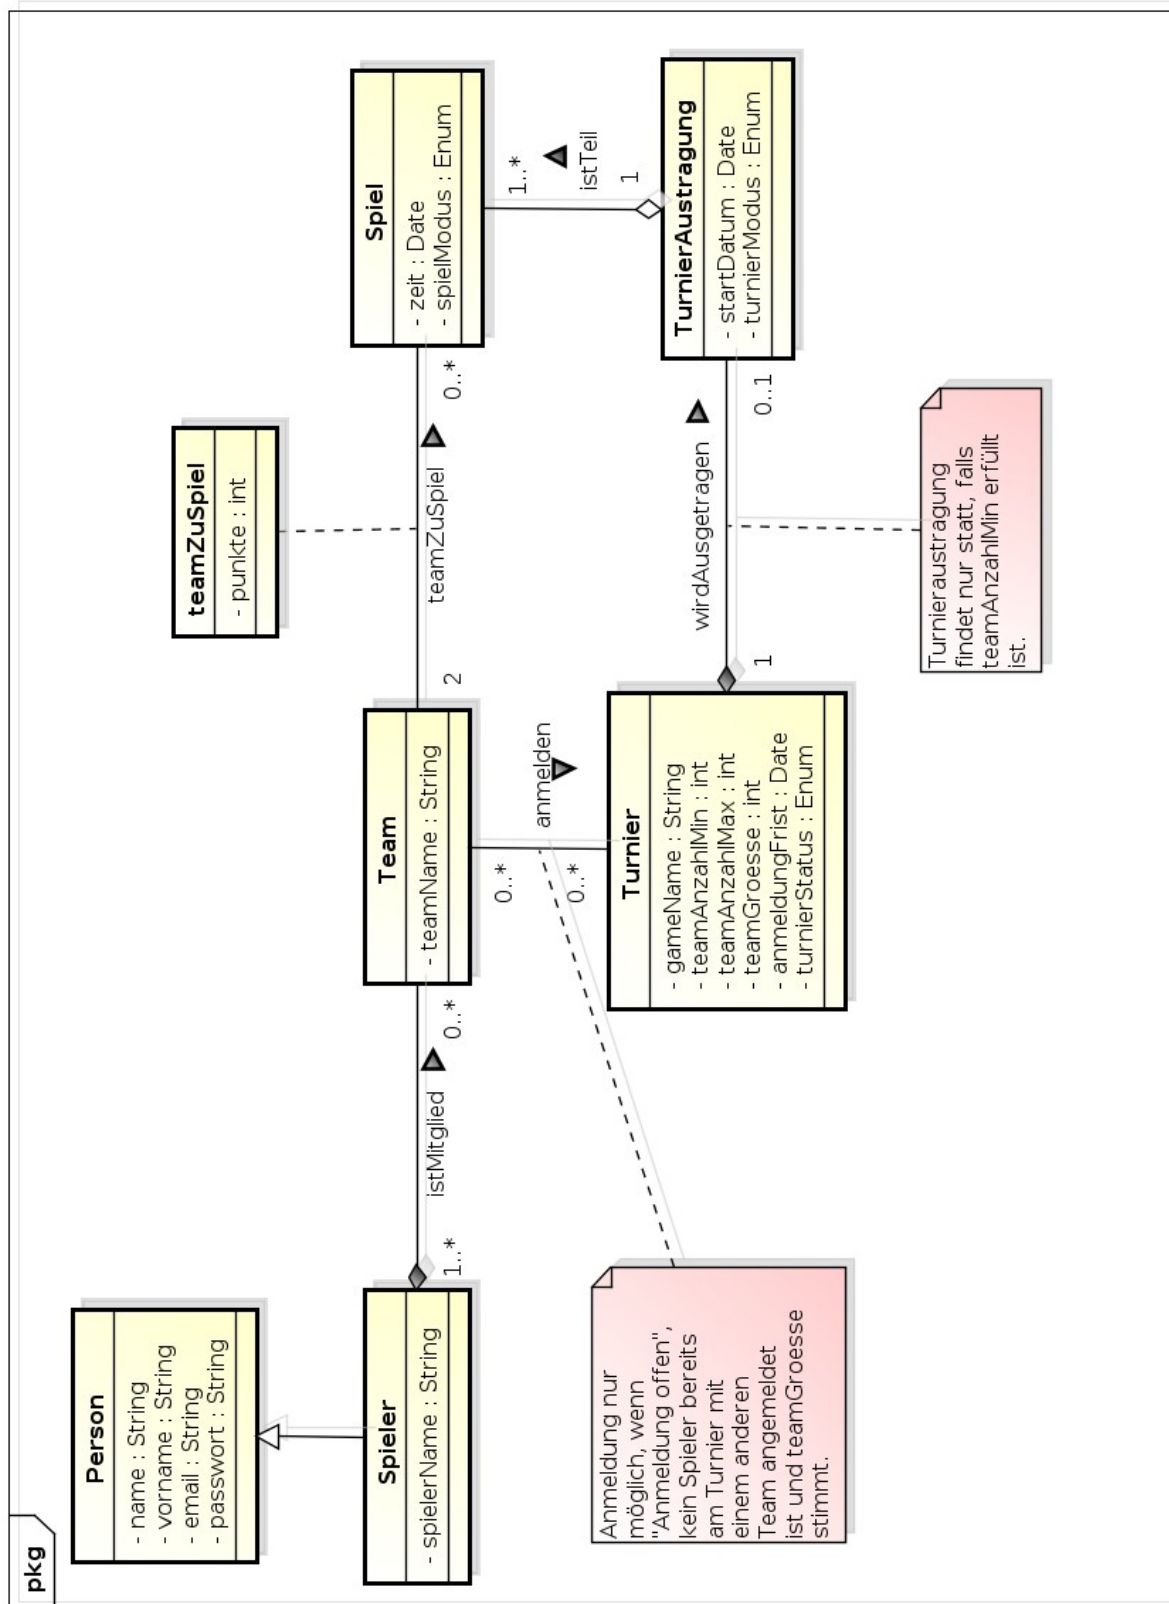 pkg
Person
- name : String
- vorname : String
- email : String
- passwort : String
Spieler
- spielerName : String
1..*
istMitglied
0..*
Team
- teamName : String
2
teamZuSpiel
0..*
teamZuSpiel
- punkte : int
Spiel
- zeit : Date
- spielModus : Enum
1..*
istTeil
1
TurnierAustragung
- startDatum : Date
- turnierModus : Enum
0..*
anmelden
0..*
Turnier
- gameName : String
- teamAnzahlMin : int
- teamAnzahlMax : int
- teamGroesse : int
- anmeldungFrist : Date
- turnierStatus : Enum
1
wirdAusgetragen
0..1
Anmeldung nur
möglich, wenn
"Anmeldung offen",
kein Spieler bereits
am Turnier mit
einem anderen
Team angemeldet
ist und teamGroesse
stimmt.
Turnieraustragung
findet nur statt, falls
teamAnzahlMin erfüllt
ist.